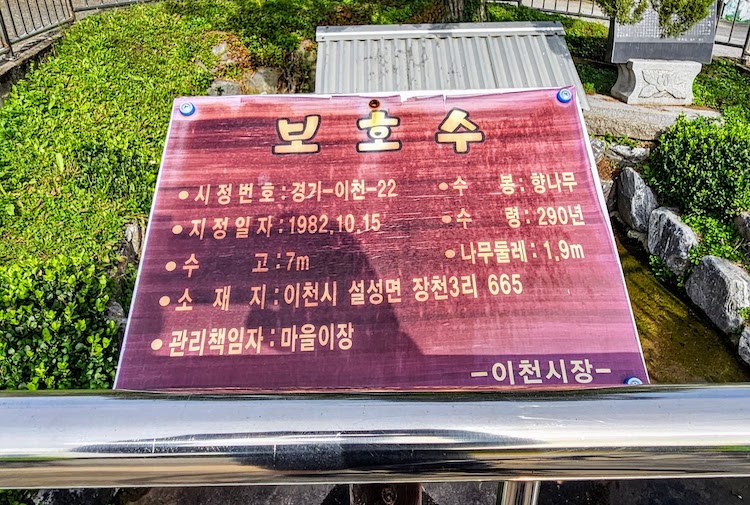 보호수
• 시정번호 : 경기-이천-22 • 수 봉 : 향나무
• 지정일자 : 1982.10.15 • 수 령 : 290년
• 수 고 : 7m • 나무둘레 : 1.9m
• 소 재 지 : 이천시 설성면 장천3리 665
• 관리책임자 : 마을이장
-이천시장-